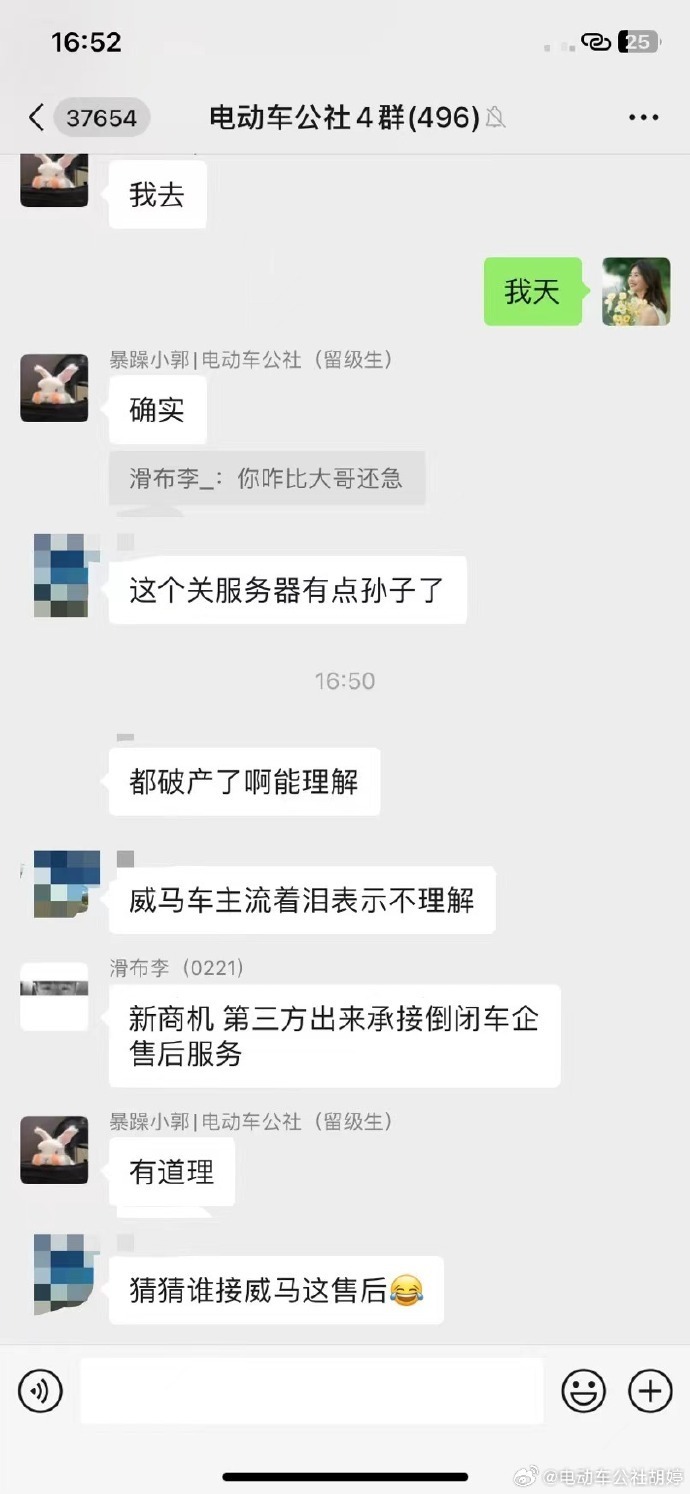 16:52
25
37654
电动车公社4群(496)
我去
我天
暴躁小郭|电动车公社（留级生）
确实
滑布李_：你咋比大哥还急
这个关服务器有点孙子了
16:50
都破产了啊能理解
威马车主流着泪表示不理解
滑布李（0221）
新商机 第三方出来承接倒闭车企
售后服务
暴躁小郭|电动车公社（留级生）
有道理
猜猜谁接威马这售后😂
@电动车公社胡婷